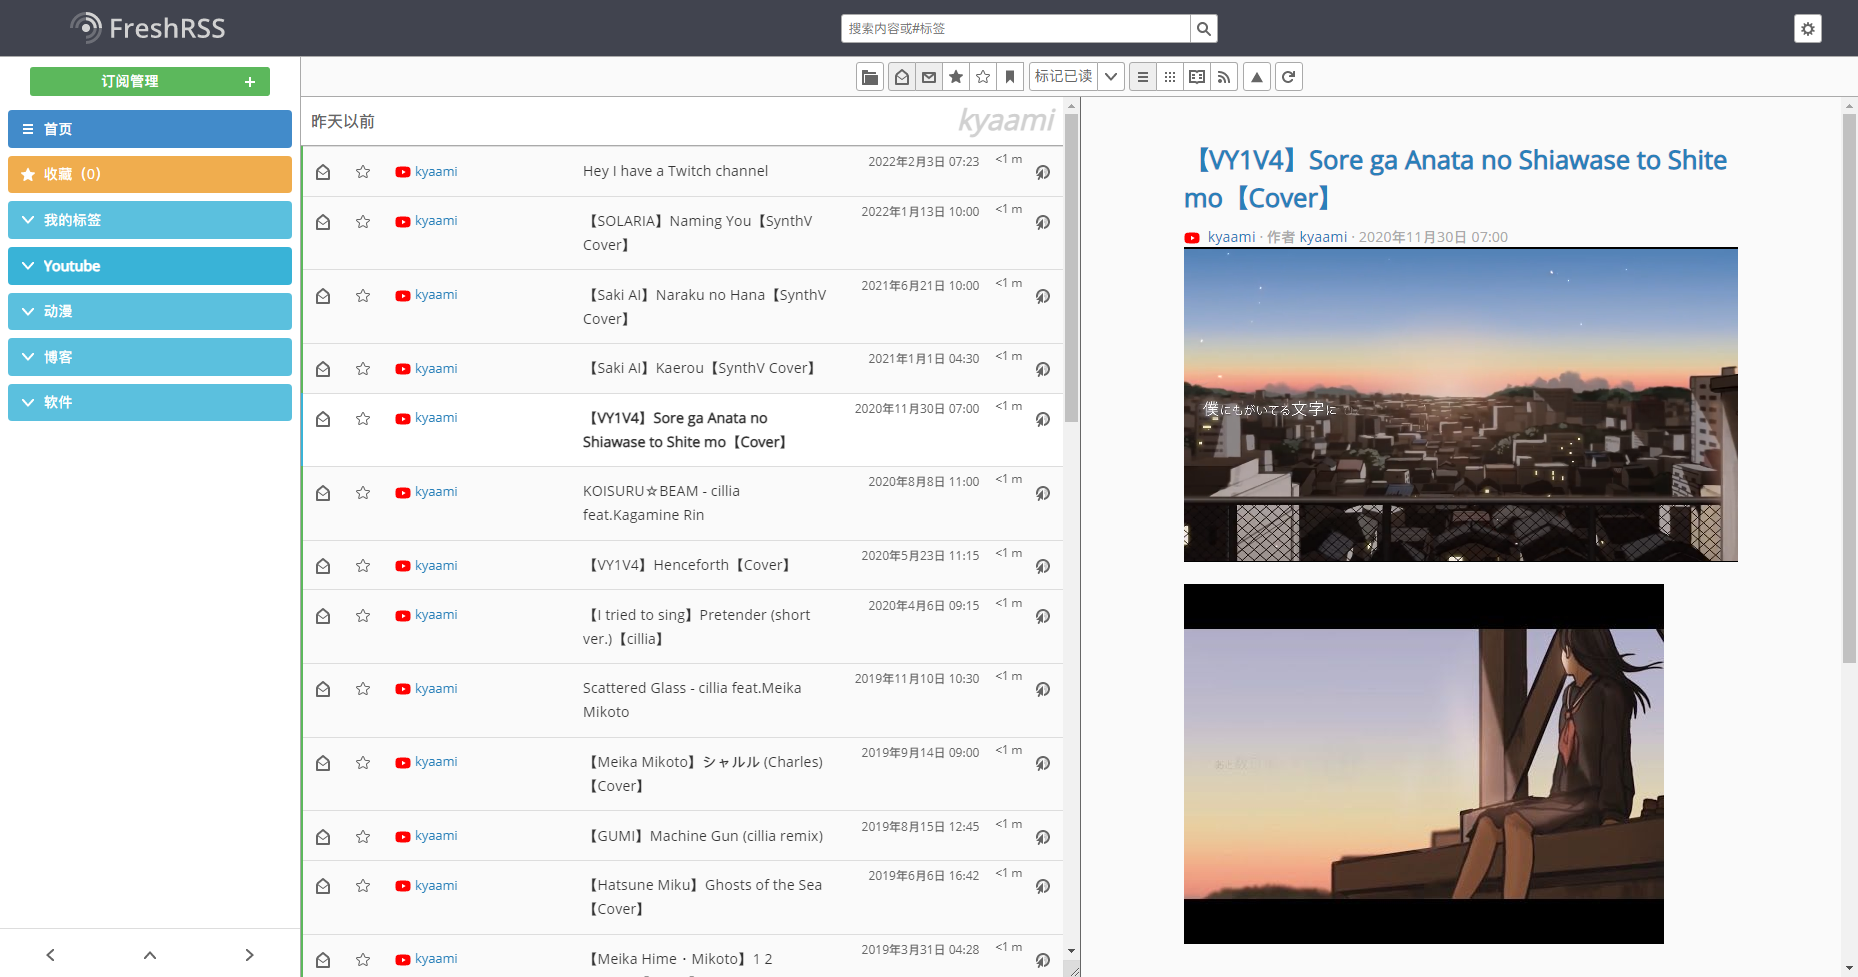 FreshRSS
搜索内容或#标签
订阅管理
首页
收藏（0）
我的标签
Youtube
动漫
博客
软件
标记已读
昨天以前
kyaami
kyaami
Hey I have a Twitch channel
2022年2月3日 07:23
<1 m
kyaami
【SOLARIA】Naming You【SynthV
Cover】
2022年1月13日 10:00
<1 m
kyaami
【Saki AI】Naraku no Hana【SynthV
Cover】
2021年6月21日 10:00
<1 m
kyaami
【Saki AI】Kaerou【SynthV Cover】
2021年1月1日 04:30
<1 m
kyaami
【VY1V4】Sore ga Anata no
Shiawase to Shite mo【Cover】
2020年11月30日 07:00
<1 m
kyaami
KOISURU☆BEAM - cillia
feat.Kagamine Rin
2020年8月8日 11:00
<1 m
kyaami
【VY1V4】Henceforth【Cover】
2020年5月23日 11:15
<1 m
kyaami
【I tried to sing】Pretender (short
ver.)【cillia】
2020年4月6日 09:15
<1 m
kyaami
Scattered Glass - cillia feat.Meika
Mikoto
2019年11月10日 10:30
<1 m
kyaami
【Meika Mikoto】シャルル (Charles)
【Cover】
2019年9月14日 09:00
<1 m
kyaami
【GUMI】Machine Gun (cillia remix)
2019年8月15日 12:45
<1 m
kyaami
【Hatsune Miku】Ghosts of the Sea
【Cover】
2019年6月6日 16:42
<1 m
kyaami
【Meika Hime・Mikoto】1 2
2019年3月31日 04:28
<1 m
【VY1V4】Sore ga Anata no Shiawase to Shite
mo【Cover】
kyaami · 作者 kyaami · 2020年11月30日 07:00
僕にもがいてる文字に